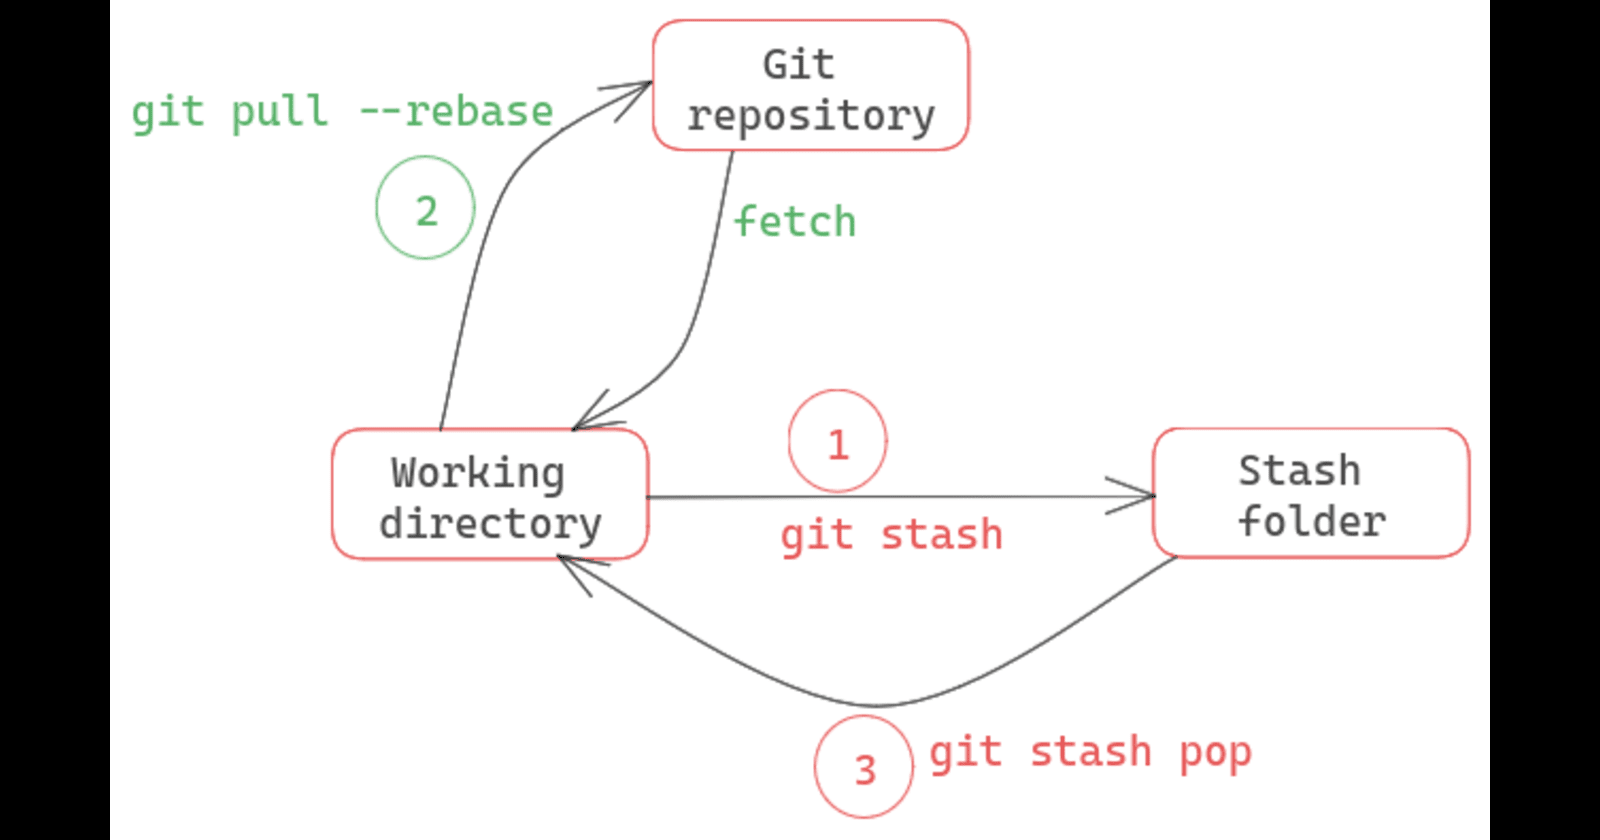 Git
repository
git pull --rebase
2
fetch
1
Working
directory
git stash
Stash
folder
3
git stash pop